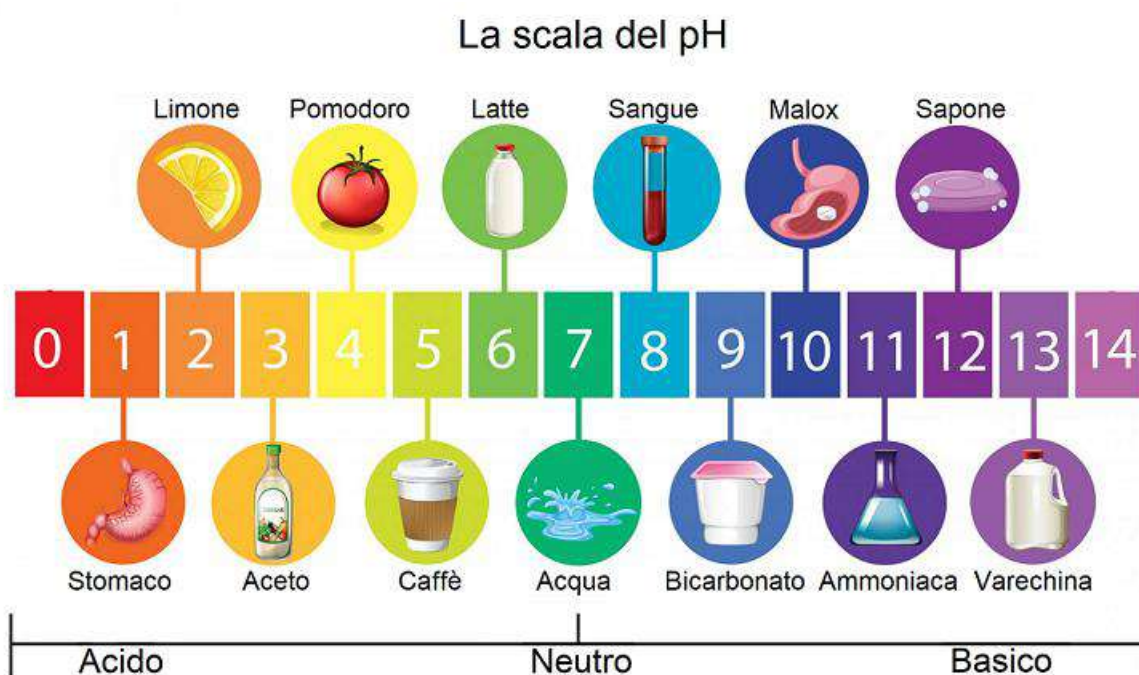 La scala del pH
Limone Pomodoro Latte Sangue Malox Sapone
0 1 2 3 4 5 6 7 8 9 10 11 12 13 14
Stomaco Aceto Caffè Acqua Bicarbonato Ammoniaca Varechina
Acido Neutro Basico